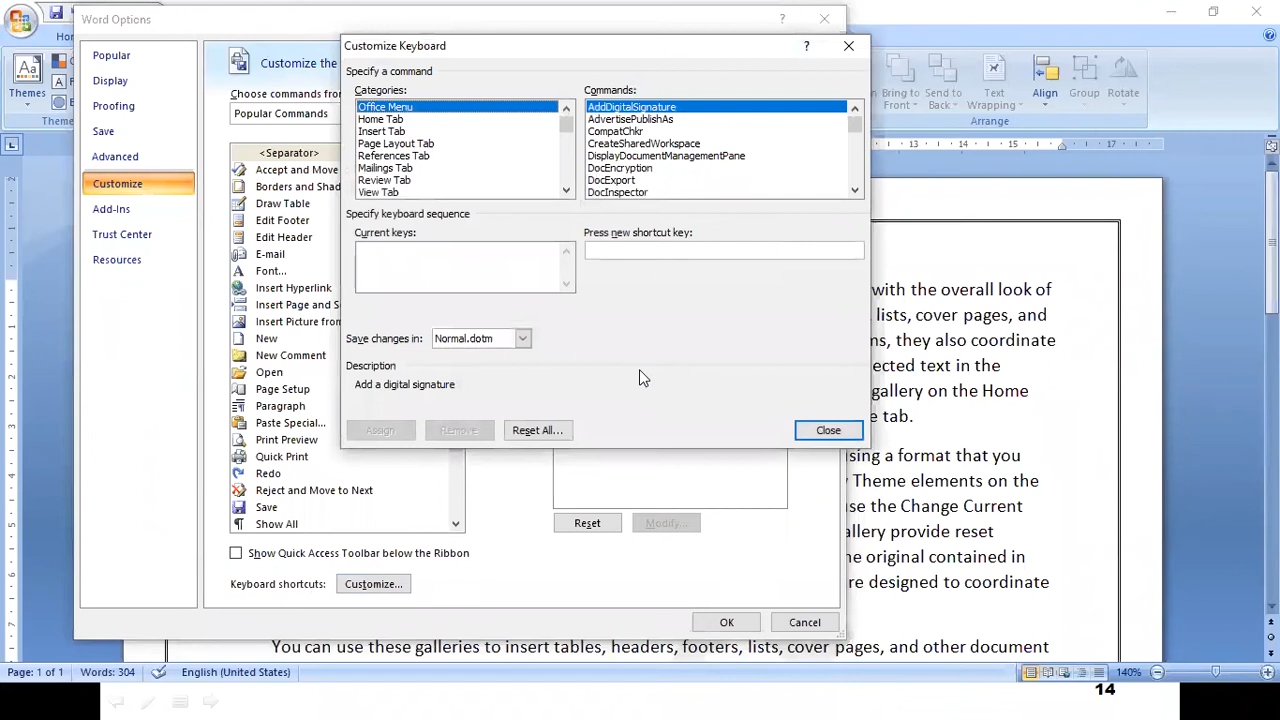 Word Options
Popular
Display
Proofing
Save
Advanced
Customize
Add-Ins
Trust Center
Resources
Customize the
Choose commands from
Popular Commands
<Separator>
Accept and Move
Borders and Shad
Draw Table
Edit Footer
Edit Header
E-mail
Font...
Insert Hyperlink
Insert Page and S
Insert Picture from
New
New Comment
Open
Page Setup
Paragraph
Paste Special...
Print Preview
Quick Print
Redo
Reject and Move to Next
Save
Show All
Show Quick Access Toolbar below the Ribbon
Keyboard shortcuts: Customize...
Reset Modify...
OK Cancel
Customize Keyboard
Specify a command
Categories: Commands:
Office Menu
Home Tab
Insert Tab
Page Layout Tab
References Tab
Mailings Tab
Review Tab
View Tab
AddDigitalSignature
AdvertisePublishAs
CompatChkr
CreateSharedWorkspace
DisplayDocumentManagementPane
DocEncryption
DocExport
DocInspector
Specify keyboard sequence
Current keys: Press new shortcut key:
Save changes in: Normal.dotm
Description
Add a digital signature
Assign Remove Reset All... Close
Themes
Bring to Front
Send to Back
Text Wrapping
Align
Group
Rotate
Arrange
13 14 15
with the overall look of
lists, cover pages, and
ns, they also coordinate
ected text in the
gallery on the Home
e tab.
sing a format that you
Theme elements on the
use the Change Current
allery provide reset
he original contained in
re designed to coordinate
You can use these galleries to insert tables, headers, footers, lists, cover pages, and other document
Page: 1 of 1 Words: 304 English (United States) 140%
14